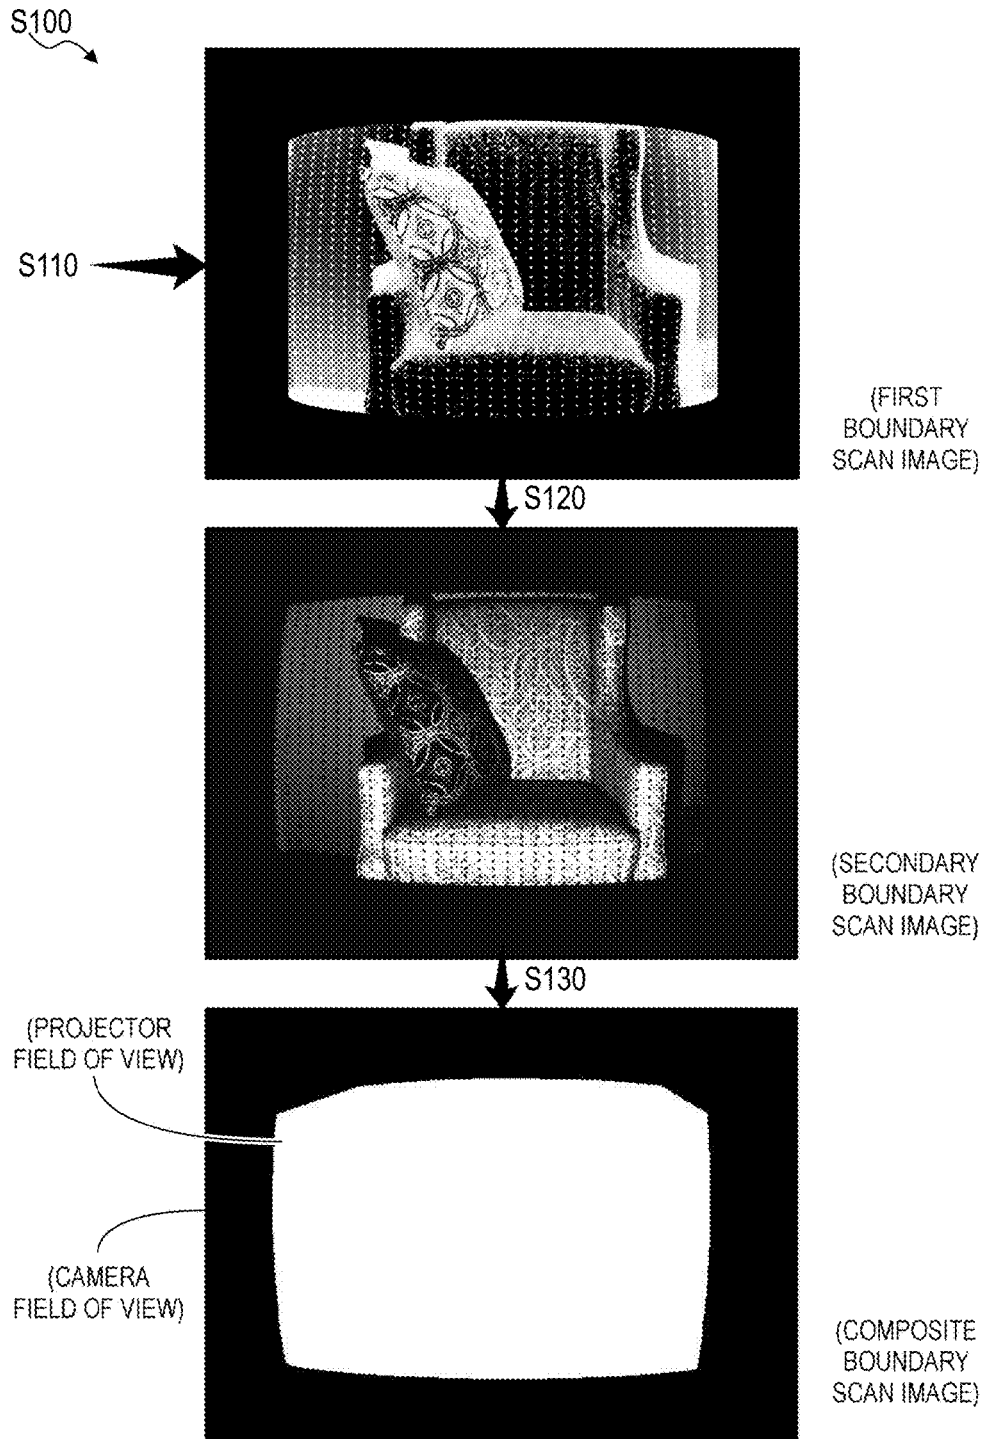 S100
S110
(FIRST
BOUNDARY
SCAN IMAGE)
S120
(SECONDARY
BOUNDARY
SCAN IMAGE)
S130
(PROJECTOR
FIELD OF VIEW)
(CAMERA
FIELD OF VIEW)
(COMPOSITE
BOUNDARY
SCAN IMAGE)